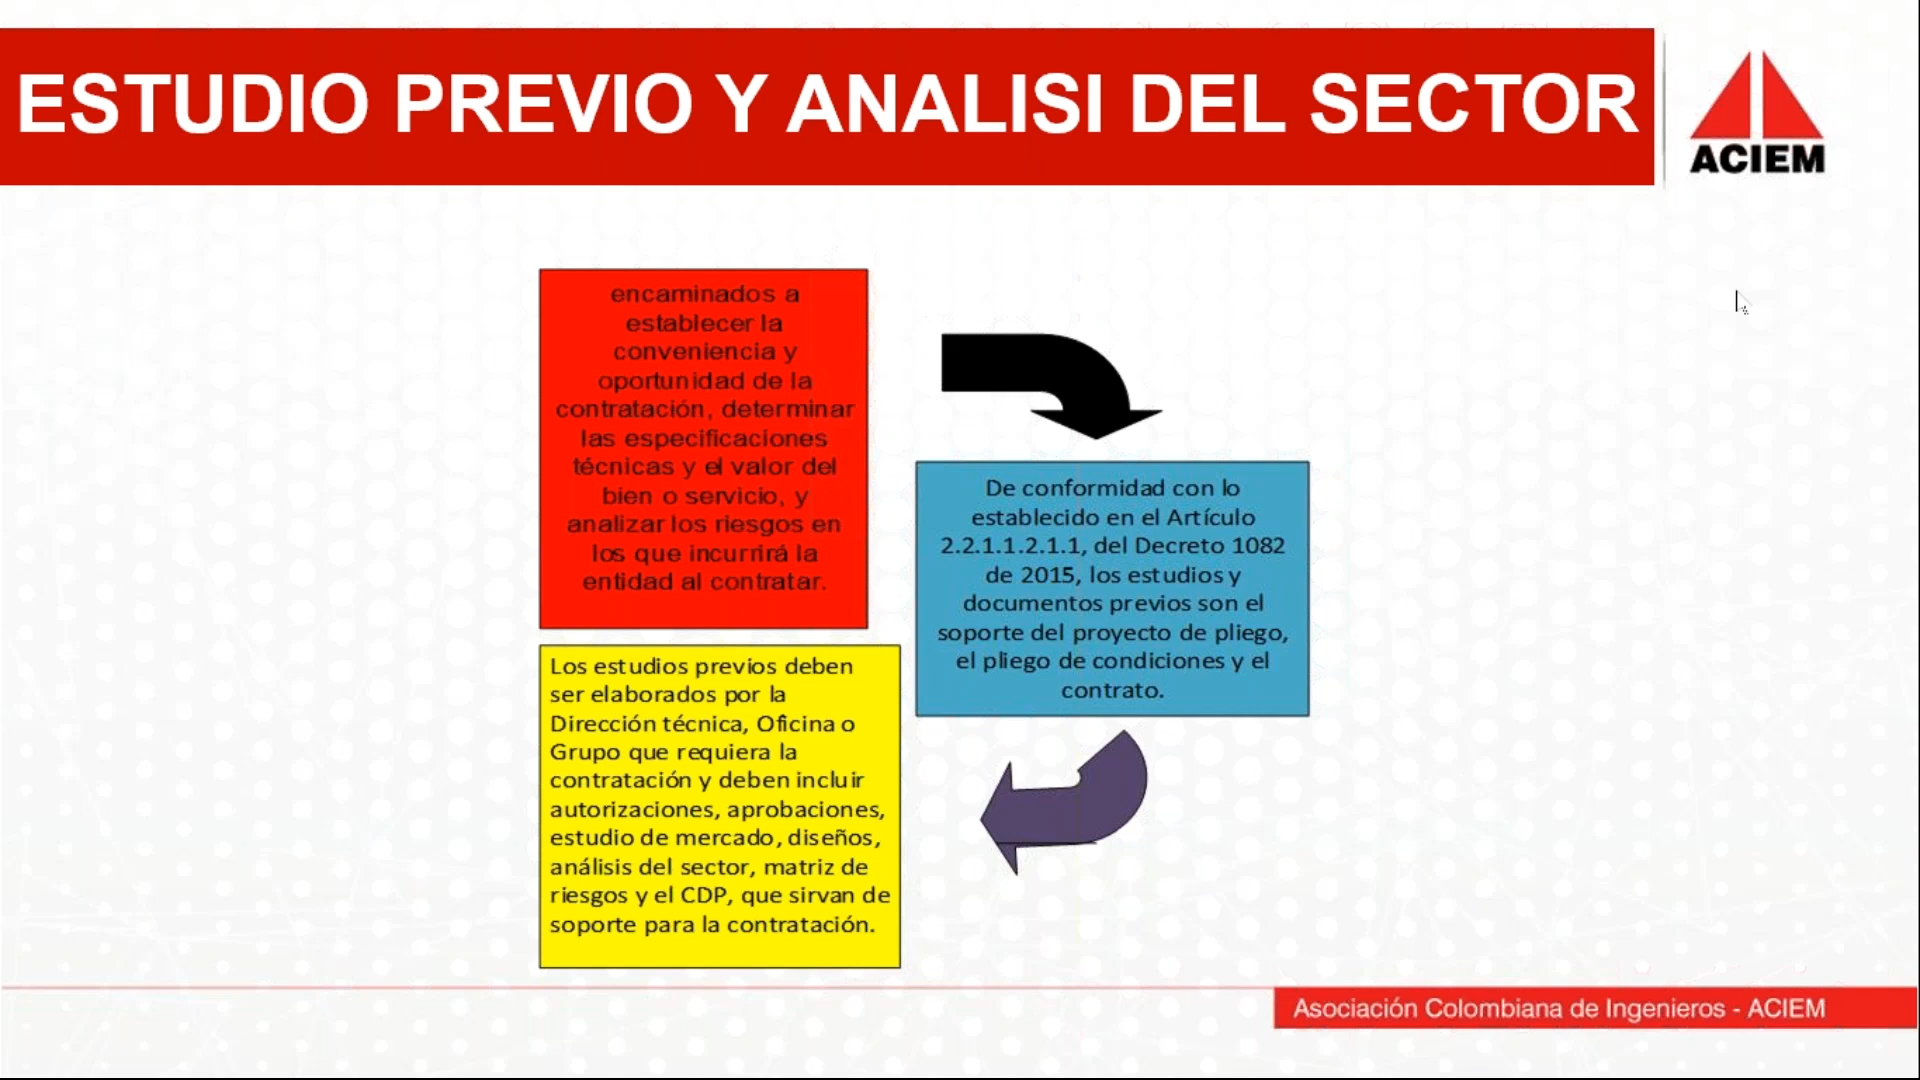 ESTUDIO PREVIO Y ANALISI DEL SECTOR
ACIEM
encaminados a
establecer la
conveniencia y
oportunidad de la
contratación, determinar
las especificaciones
técnicas y el valor del
bien o servicio, y
analizar los riesgos en
los que incurrirá la
entidad al contratar.
De conformidad con lo
establecido en el Artículo
2.2.1.1.2.1.1, del Decreto 1082
de 2015, los estudios y
documentos previos son el
soporte del proyecto de pliego,
el pliego de condiciones y el
contrato.
Los estudios previos deben
ser elaborados por la
Dirección técnica, Oficina o
Grupo que requiera la
contratación y deben incluir
autorizaciones, aprobaciones,
estudio de mercado, diseños,
análisis del sector, matriz de
riesgos y el CDP, que sirvan de
soporte para la contratación.
Asociación Colombiana de Ingenieros - ACIEM